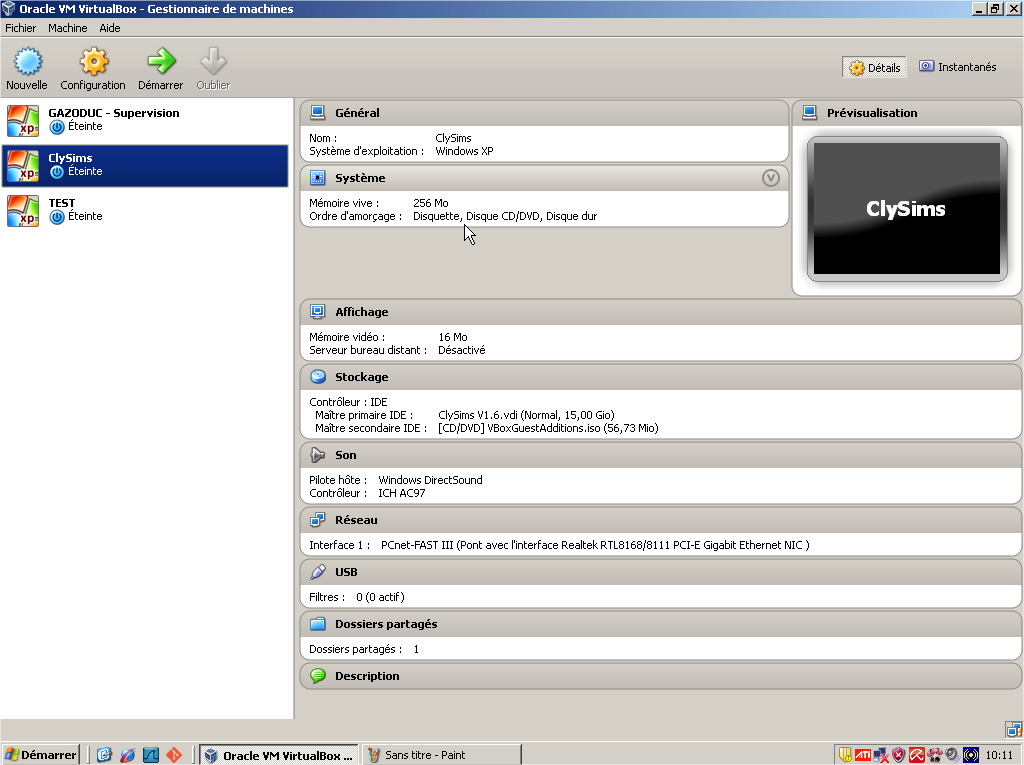 Oracle VM VirtualBox - Gestionnaire de machines
Fichier Machine Aide
Nouvelle Configuration Démarrer Oublier
Détails Instantanés
GAZODUC - Supervision
Éteinte
ClySims
Éteinte
TEST
Éteinte
Général
Nom : ClySims
Système d'exploitation : Windows XP
Système
Mémoire vive : 256 Mo
Ordre d'amorçage : Disquette, Disque CD/DVD, Disque dur
Prévisualisation
ClySims
Affichage
Mémoire vidéo : 16 Mo
Serveur bureau distant : Désactivé
Stockage
Contrôleur : IDE
Maître primaire IDE : ClySims V1.6.vdi (Normal, 15,00 Gio)
Maître secondaire IDE : [CD/DVD] VBoxGuestAdditions.iso (56,73 Mio)
Son
Pilote hôte : Windows DirectSound
Contrôleur : ICH AC97
Réseau
Interface 1 : PCnet-FAST III (Pont avec l'interface Realtek RTL8168/8111 PCI-E Gigabit Ethernet NIC )
USB
Filtres : 0 (0 actif)
Dossiers partagés
Dossiers partagés : 1
Description
Démarrer Oracle VM VirtualBox ... Sans titre - Paint ATI 10:11